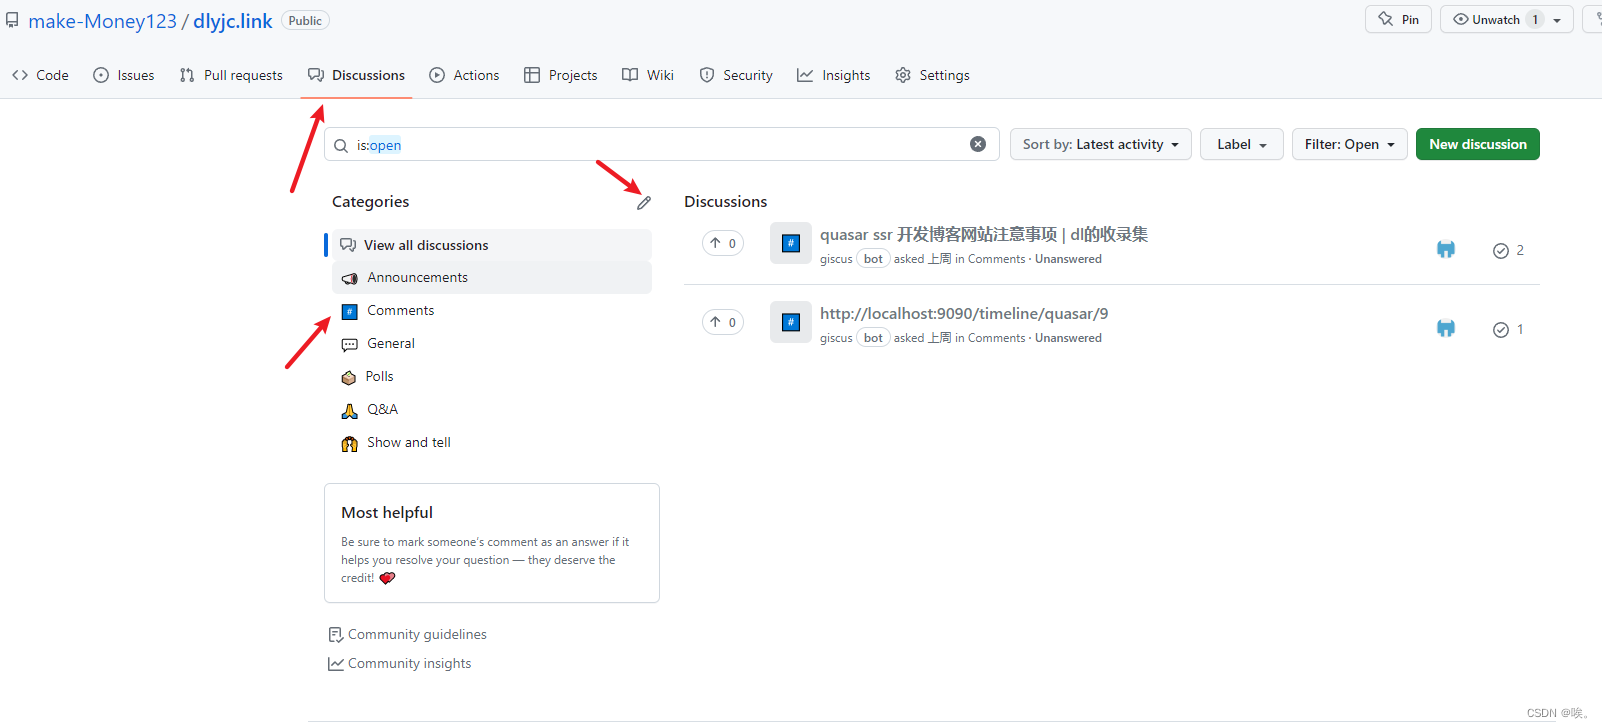 make-Money123 / dlyjc.link Public
Pin
Unwatch 1
Code
Issues
Pull requests
Discussions
Actions
Projects
Wiki
Security
Insights
Settings
is:open
Sort by: Latest activity
Label
Filter: Open
New discussion
Categories
View all discussions
Announcements
# Comments
General
Polls
Q&A
Show and tell
Most helpful
Be sure to mark someone's comment as an answer if it
helps you resolve your question — they deserve the
credit!
Community guidelines
Community insights
Discussions
0
#
quasar ssr 开发博客网站注意事项 | dl的收录集
giscus bot asked 上周 in Comments · Unanswered
2
0
#
http://localhost:9090/timeline/quasar/9
giscus bot asked 上周 in Comments · Unanswered
1
CSDN @唉。